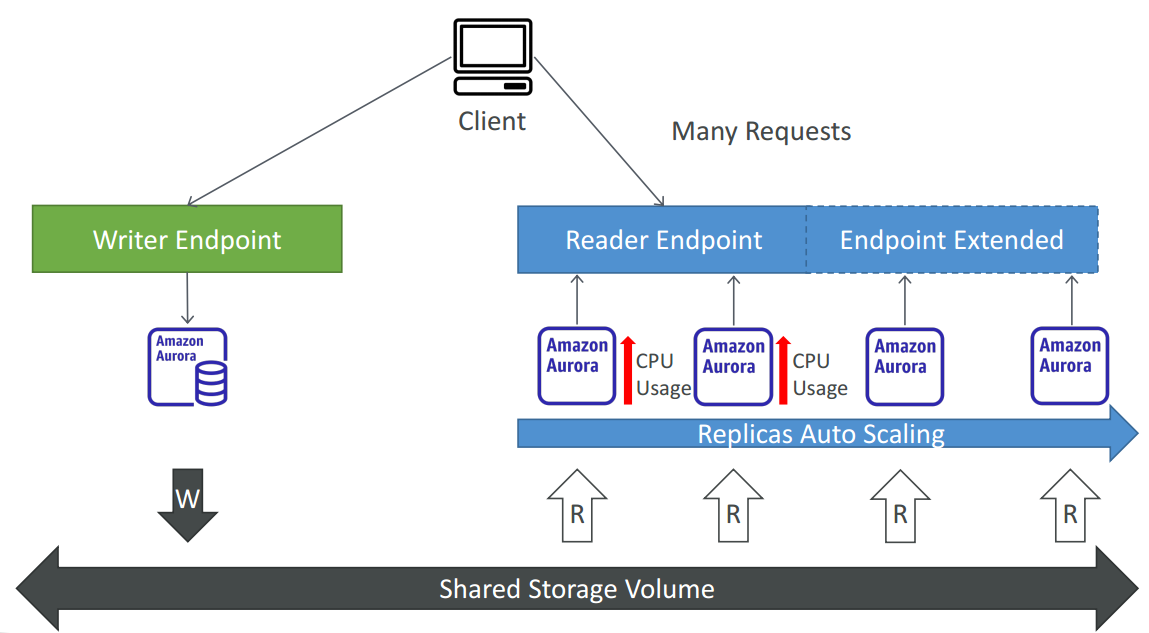 Client
Many Requests
Writer Endpoint
Reader Endpoint
Endpoint Extended
Amazon
Aurora
Amazon
Aurora
CPU
Usage
Amazon
Aurora
CPU
Usage
Amazon
Aurora
Amazon
Aurora
Replicas Auto Scaling
W
R
R
R
R
Shared Storage Volume